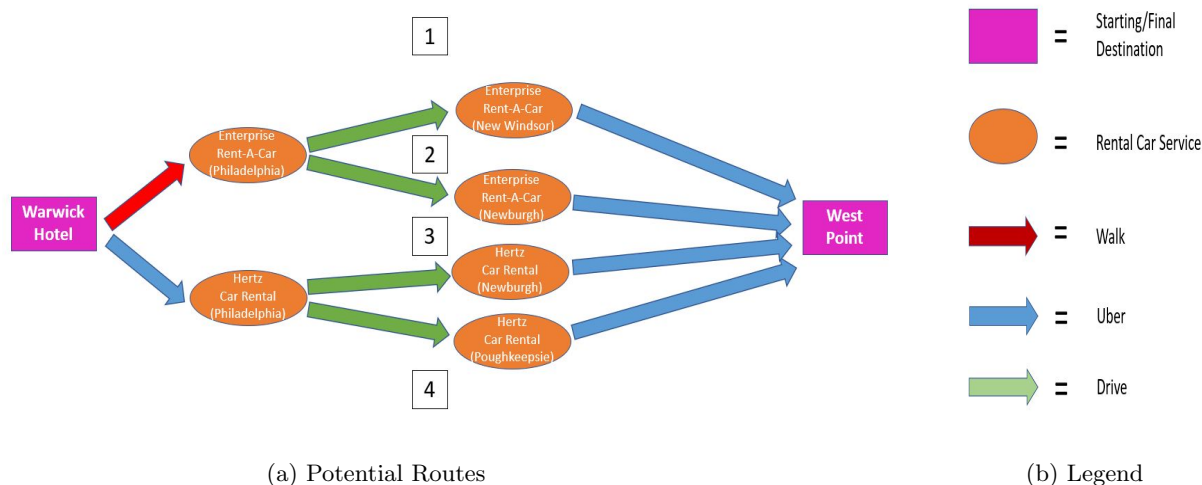 1
Enterprise
Rent-A-Car
(New Windsor)
Enterprise
Rent-A-Car
(Philadelphia)
2
Enterprise
Rent-A-Car
(Newburgh)
Warwick
Hotel
3
West
Point
Hertz
Car Rental
(Newburgh)
Hertz
Car Rental
(Philadelphia)
Hertz
Car Rental
(Poughkeepsie)
4
(a) Potential Routes
= Starting/Final
Destination
= Rental Car Service
= Walk
= Uber
= Drive
(b) Legend